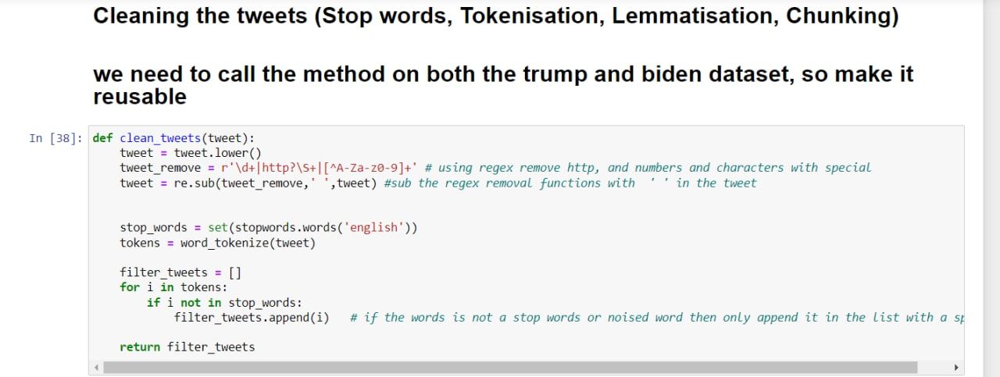 Cleaning the tweets (Stop words, Tokenisation, Lemmatisation, Chunking)
we need to call the method on both the trump and biden dataset, so make it
reusable
In [38]: def clean_tweets(tweet):
    tweet = tweet.lower()
    tweet_remove = r'\d+|http?\S+|[^A-Za-z0-9]+' # using regex remove http, and numbers and characters with special
    tweet = re.sub(tweet_remove,' ',tweet) #sub the regex removal functions with  ' ' in the tweet
    stop_words = set(stopwords.words('english'))
    tokens = word_tokenize(tweet)
    filter_tweets = []
    for i in tokens:
        if i not in stop_words:
            filter_tweets.append(i)   # if the words is not a stop words or noised word then only append it in the list with a
    return filter_tweets